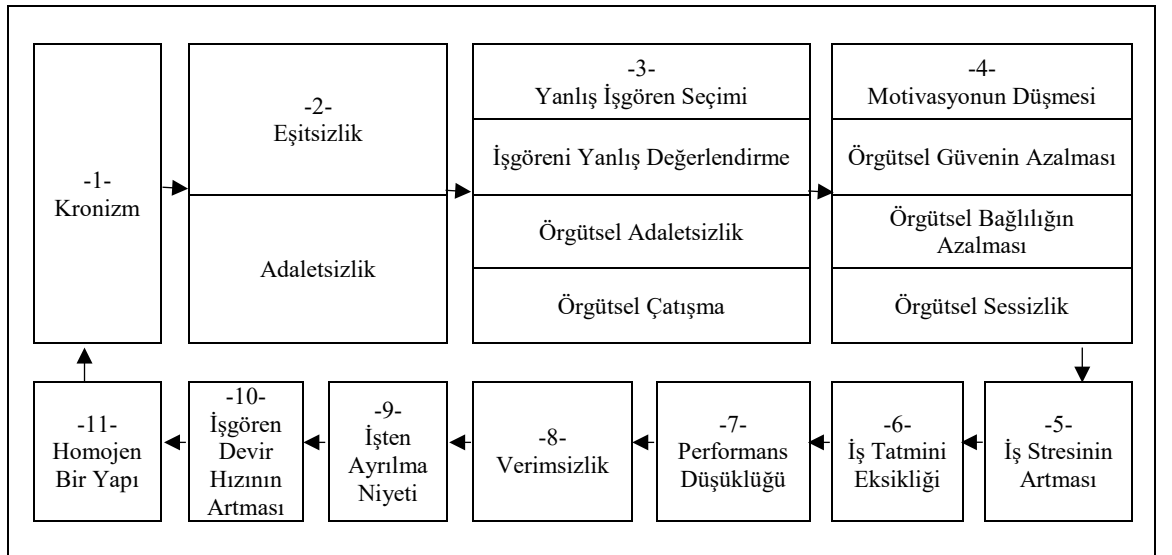 -1-
Kronizm
-2-
Eşitsizlik
Adaletsizlik
-3-
Yanlış İşgören Seçimi
İşgöreni Yanlış Değerlendirme
Örgütsel Adaletsizlik
Örgütsel Çatışma
-4-
Motivasyonun Düşmesi
Örgütsel Güvenin Azalması
Örgütsel Bağlılığın
Azalması
Örgütsel Sessizlik
-5-
İş Stresinin
Artması
-6-
İş Tatmini
Eksikliği
-7-
Performans
Düşüklüğü
-8-
Verimsizlik
-9-
İşten
Ayrılma
Niyeti
-10-
İşgören
Devir
Hızının
Artması
-11-
Homojen
Bir Yapı